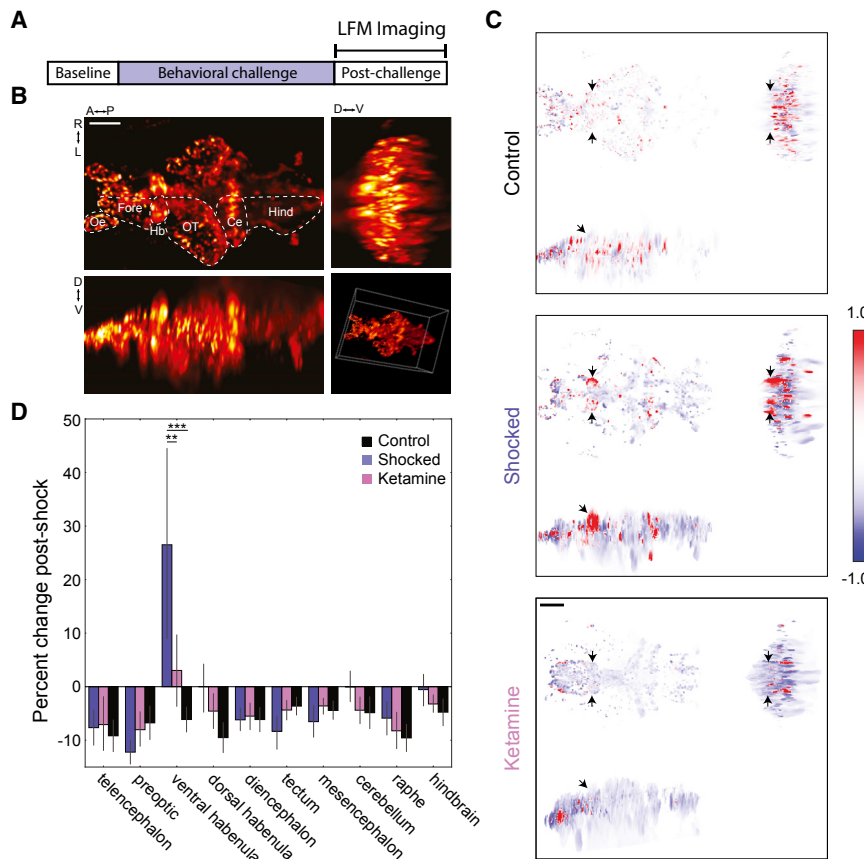 A
LFM Imaging
Baseline
Behavioral challenge
Post-challenge
B
A↔P
R
↕
L
D↔V
Oe
Fore
Hb
OT
Ce
Hind
D
↕
V
C
Control
Shocked
Ketamine
1.0
-1.0
D
Percent change post-shock
50
40
30
20
10
0
-10
***
**
Control
Shocked
Ketamine
telencephalon
preoptic
ventral habenula
dorsal habenula
diencephalon
tectum
mesencephalon
cerebellum
raphe
hindbrain